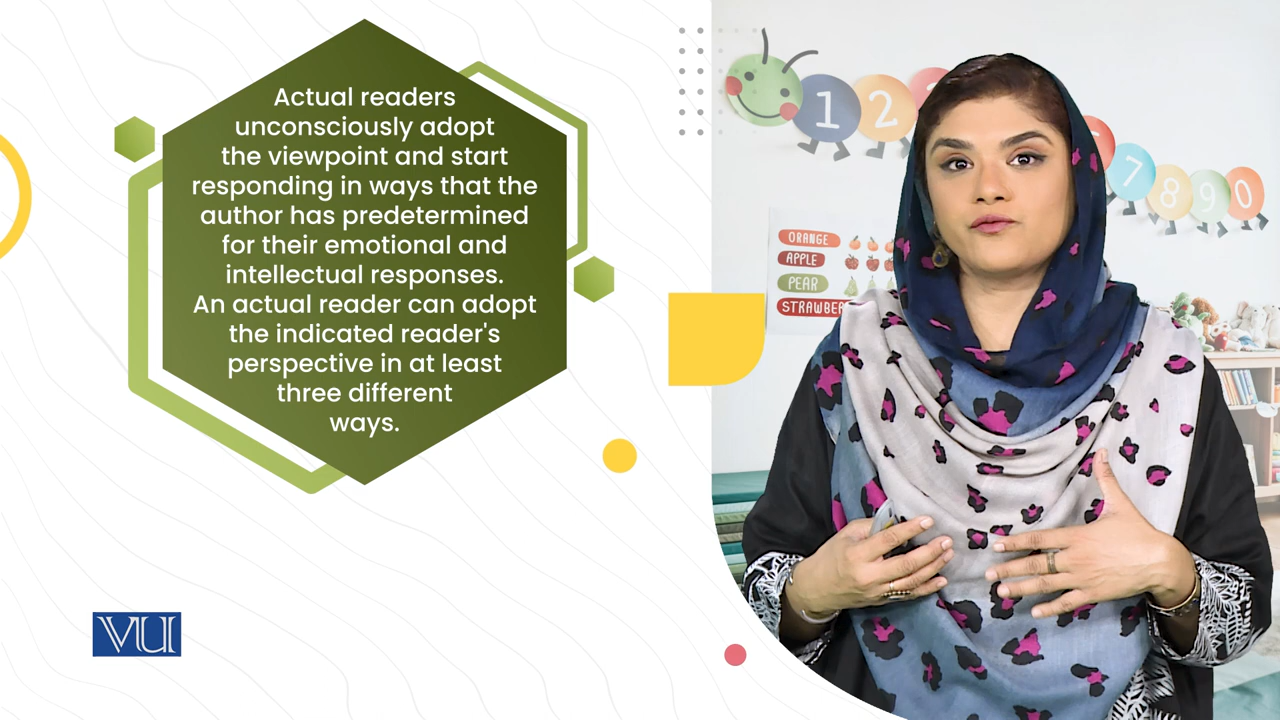 Actual readers
unconsciously adopt
the viewpoint and start
responding in ways that the
author has predetermined
for their emotional and
intellectual responses.
An actual reader can adopt
the indicated reader's
perspective in at least
three different
ways.
VU
1 2
7 8 9 0
ORANGE
APPLE
PEAR